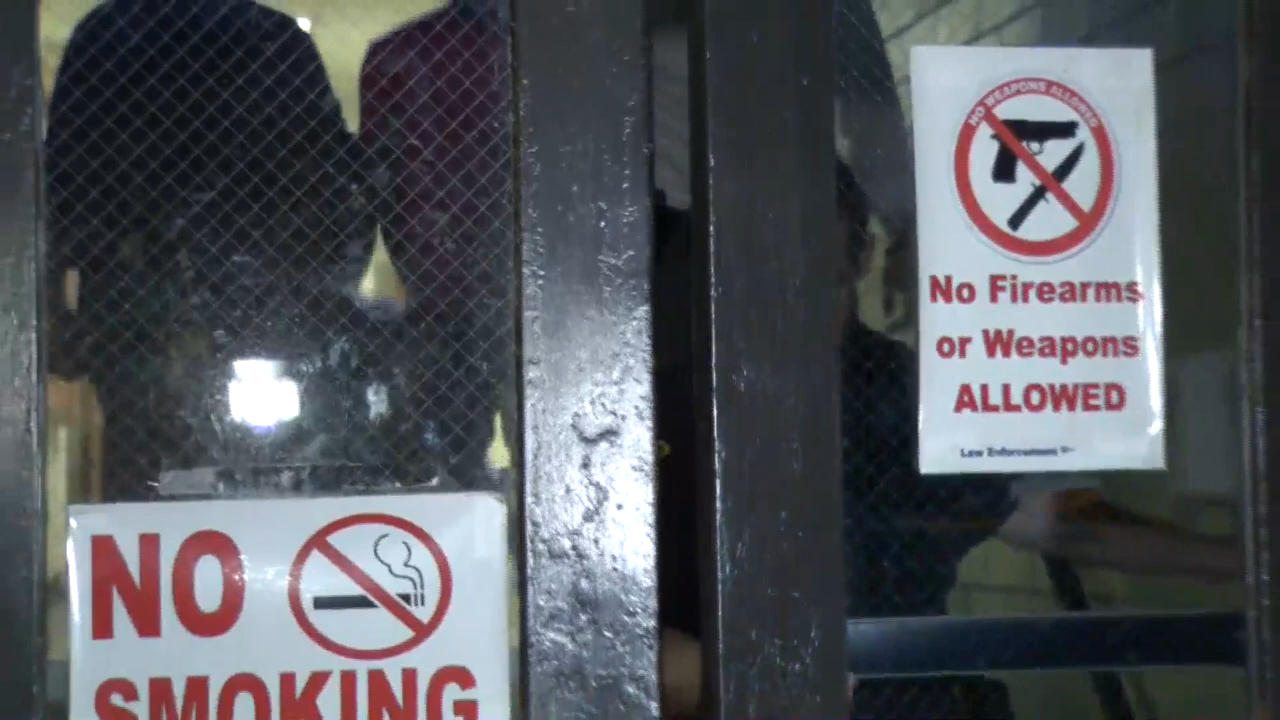 NO WEAPONS ALLOWED
No Firearms
or Weapons
ALLOWED
Law Enforcement
NO
SMOKING